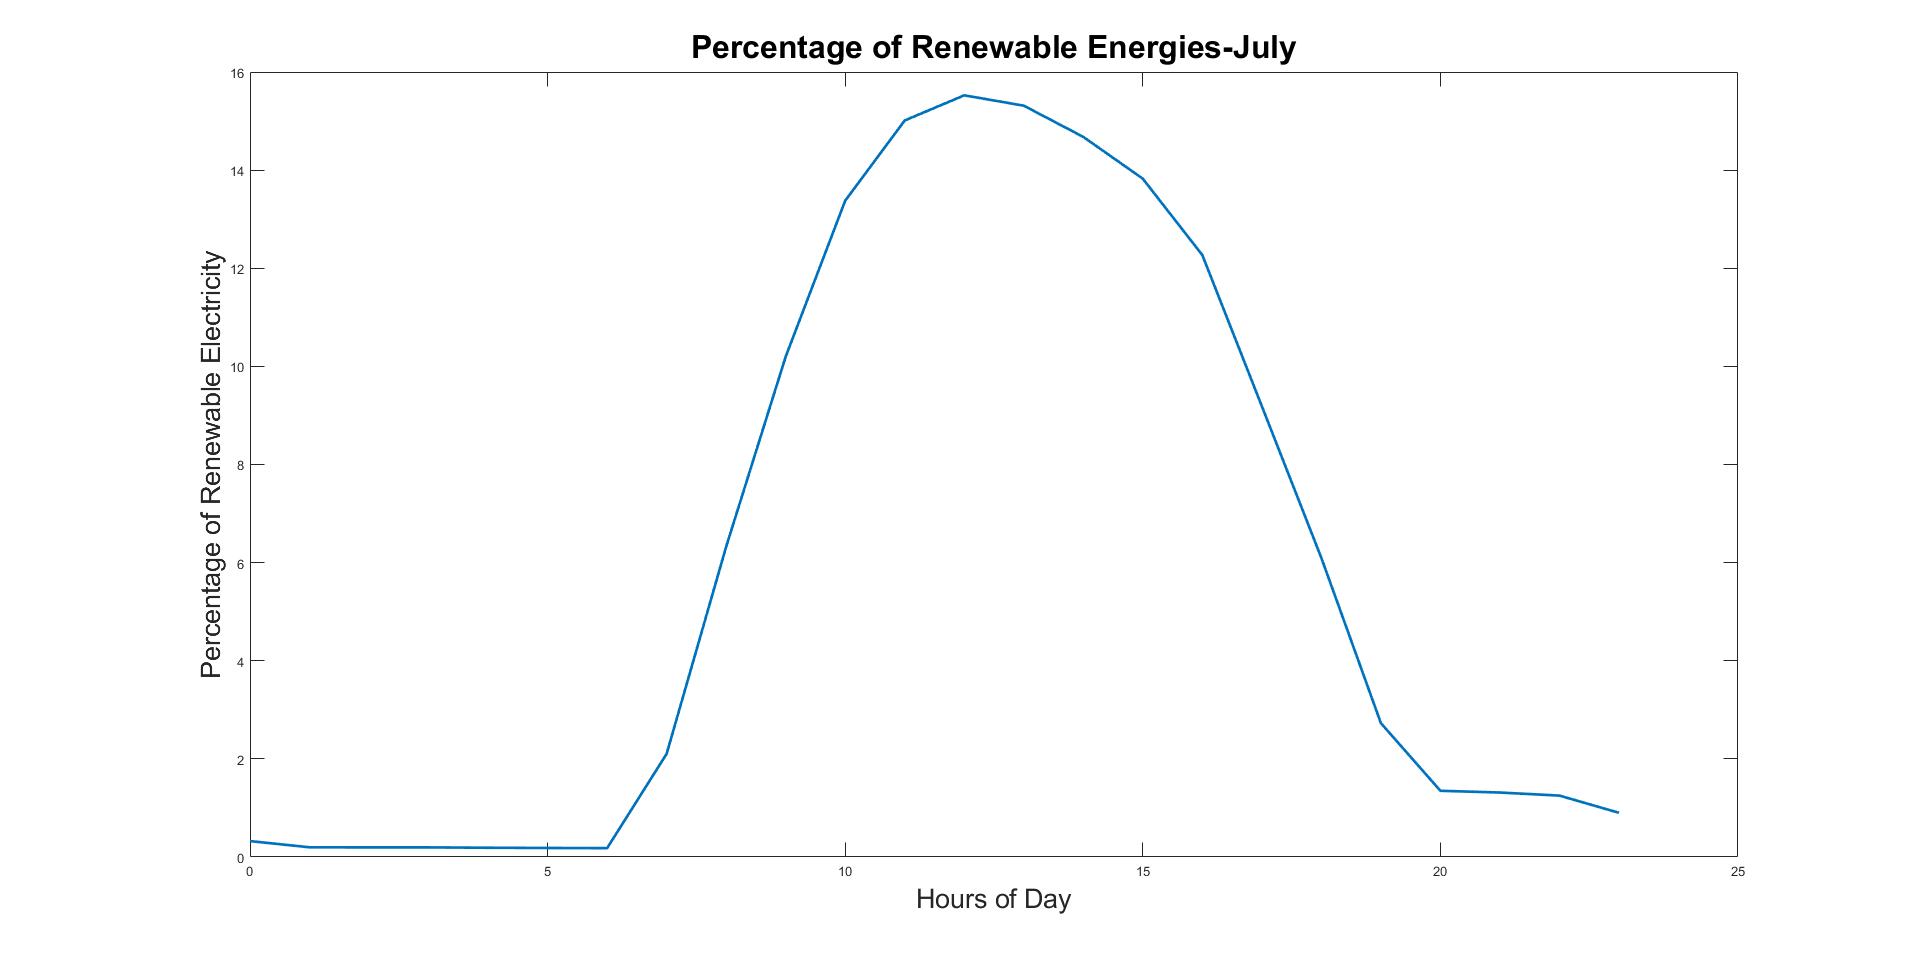 Percentage of Renewable Energies-July
Percentage of Renewable Electricity
16
14
12
10
8
6
4
2
0
0 5 10 15 20 25
Hours of Day